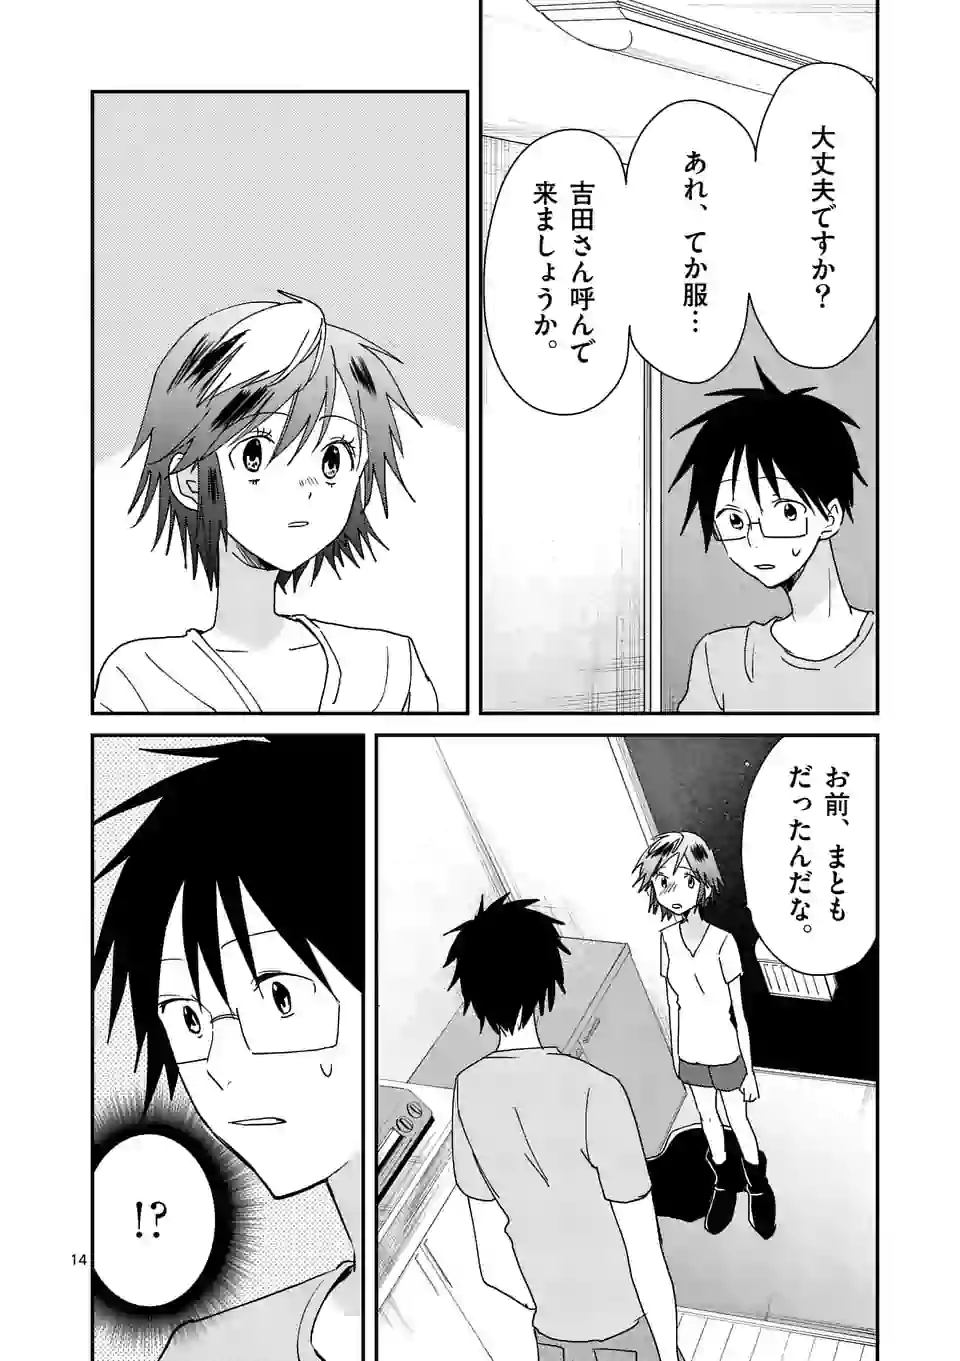 大丈夫ですか?
あれ、てか服…
吉田さん呼んで
来ましょうか。
お前、まとも
だったんだな。
!?
14